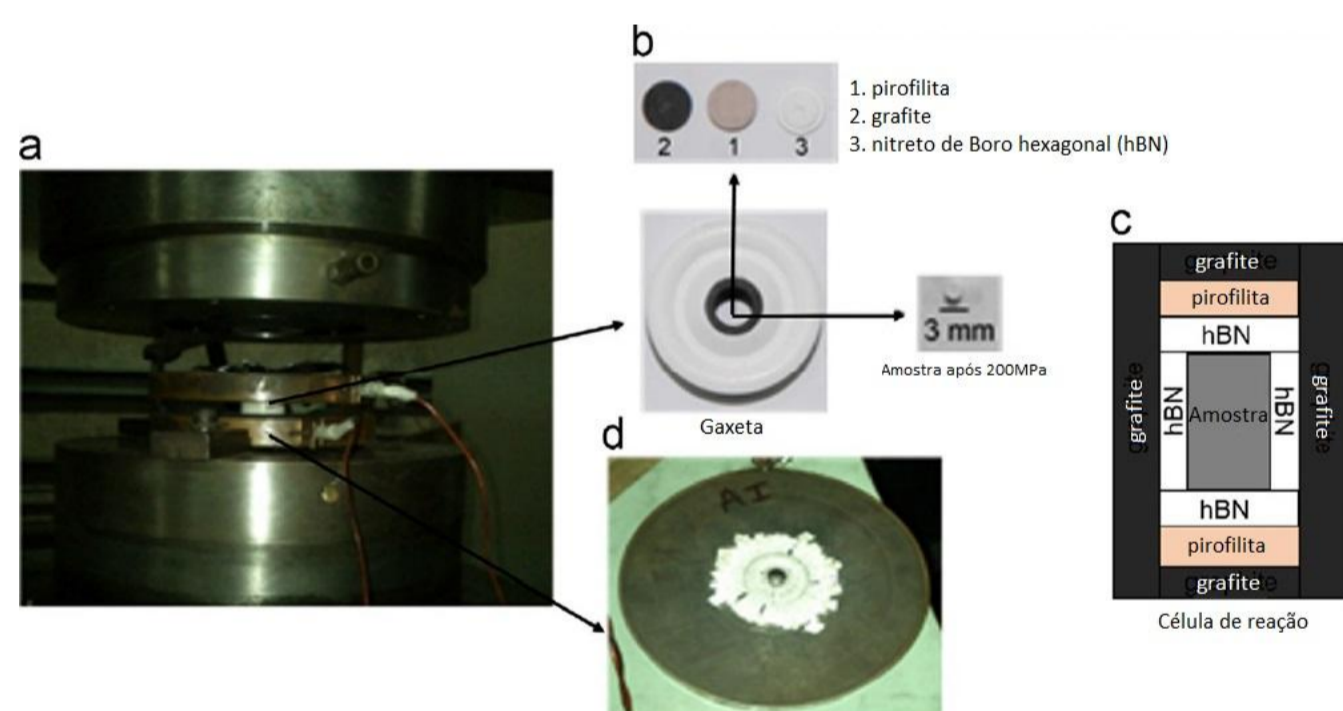 a
b
2 1 3
1. pirofilita
2. grafite
3. nitreto de Boro hexagonal (hBN)
Gaxeta
3 mm
Amostra após 200MPa
c
grafite
pirofilita
hBN
grafite
hBN
Amostra
hBN
grafite
hBN
pirofilita
grafite
Célula de reação
d
AI